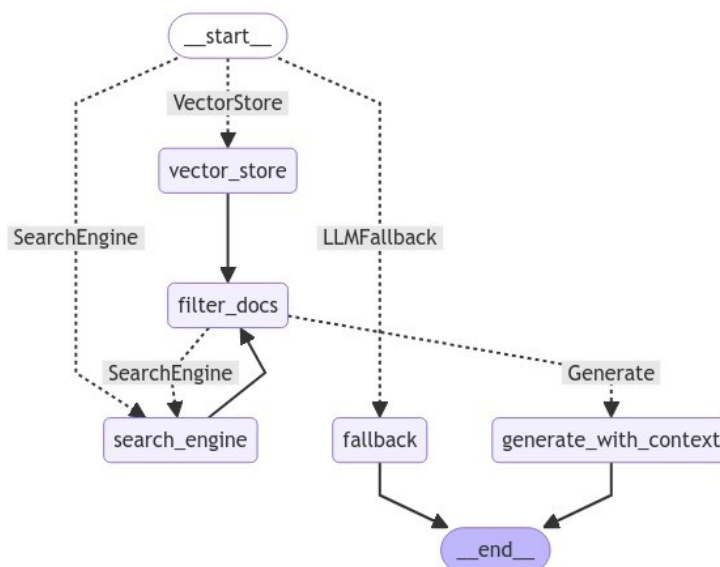 __start__
VectorStore
vector_store
SearchEngine
LLMFallback
filter_docs
SearchEngine
Generate
search_engine
fallback
generate_with_context
__end__